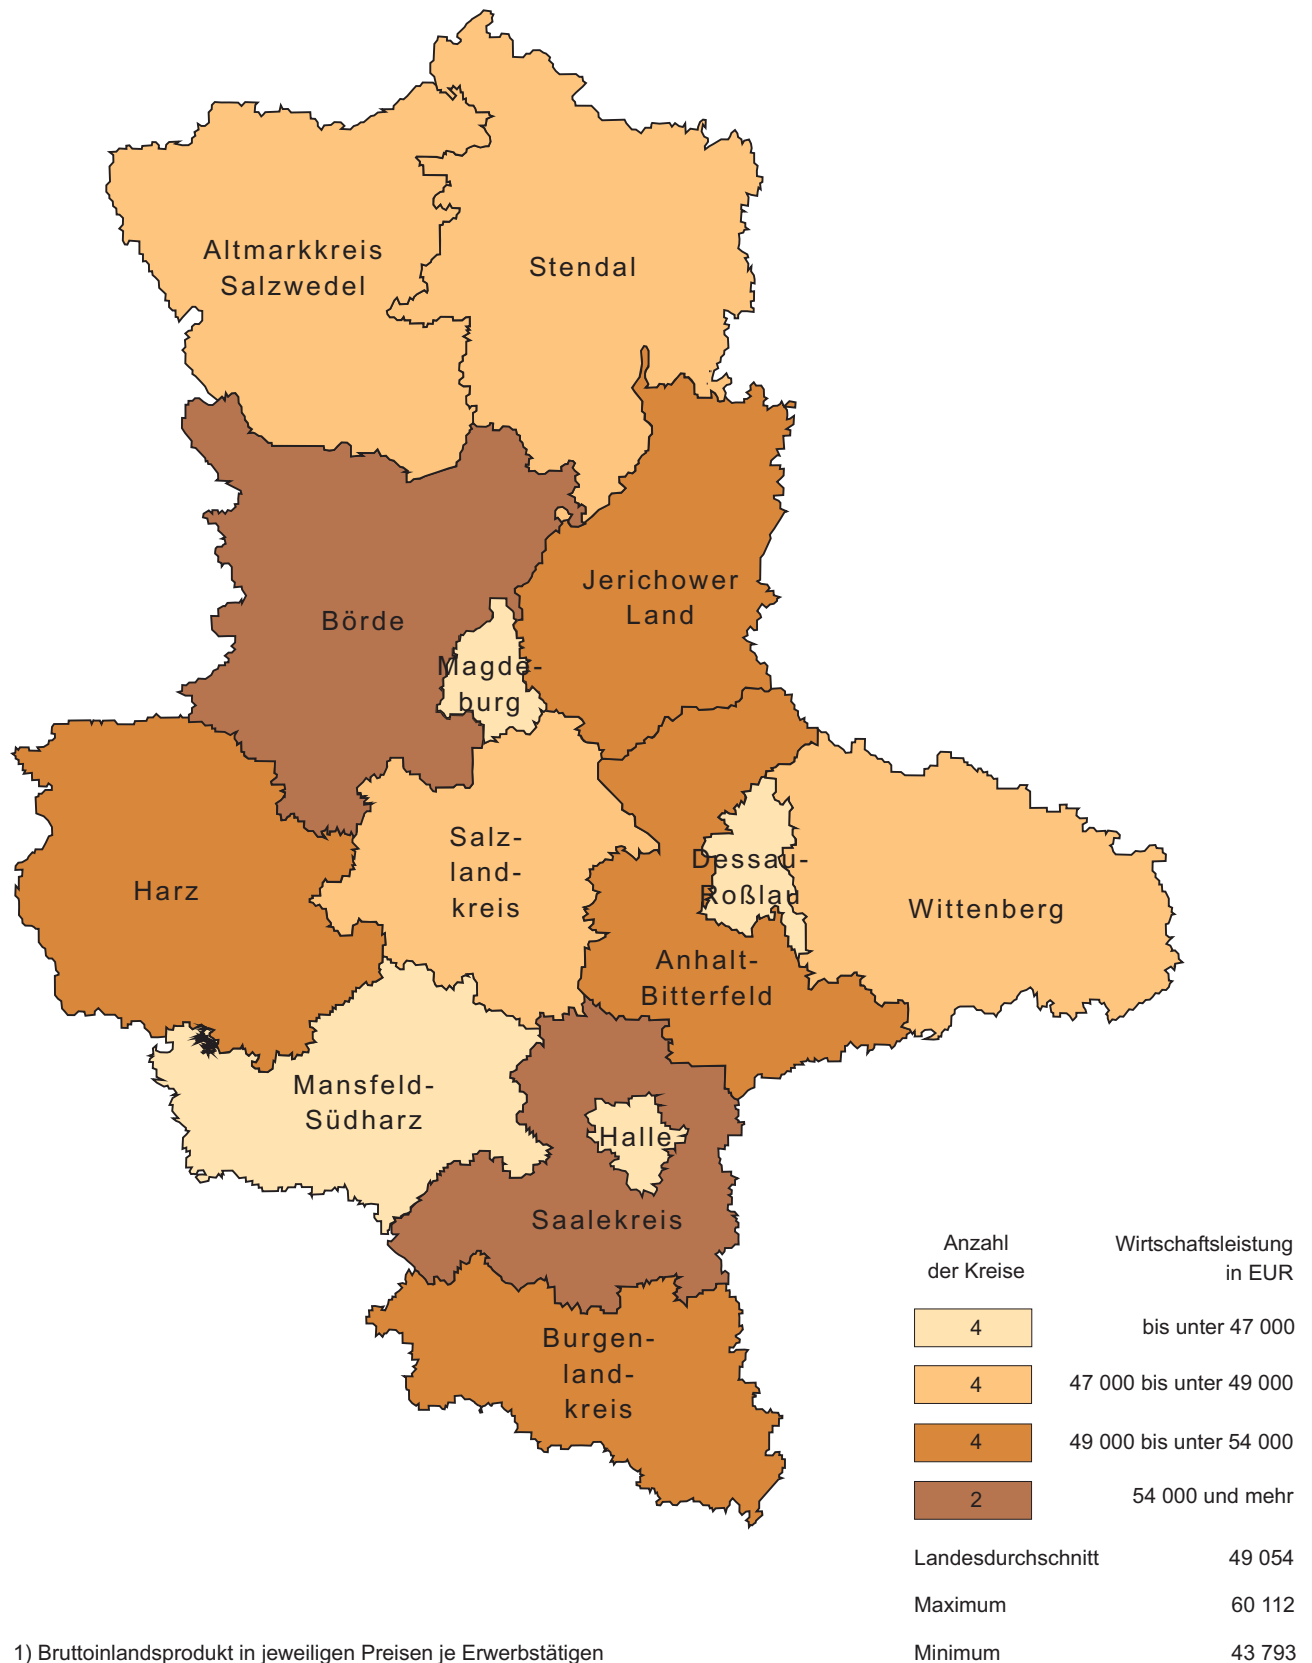 Altmarkkreis
Salzwedel
Stendal
Jerichower
Land
Börde
Magde-
burg
Salz-
land-
kreis
Harz
Dessau-
Roßlau
Wittenberg
Anhalt-
Bitterfeld
Mansfeld-
Südharz
Halle
Saalekreis
Burgen-
land-
kreis
Anzahl
der Kreise
Wirtschaftsleistung
in EUR
4 bis unter 47 000
4 47 000 bis unter 49 000
4 49 000 bis unter 54 000
2 54 000 und mehr
Landesdurchschnitt 49 054
Maximum 60 112
Minimum 43 793
1) Bruttoinlandsprodukt in jeweiligen Preisen je Erwerbstätigen